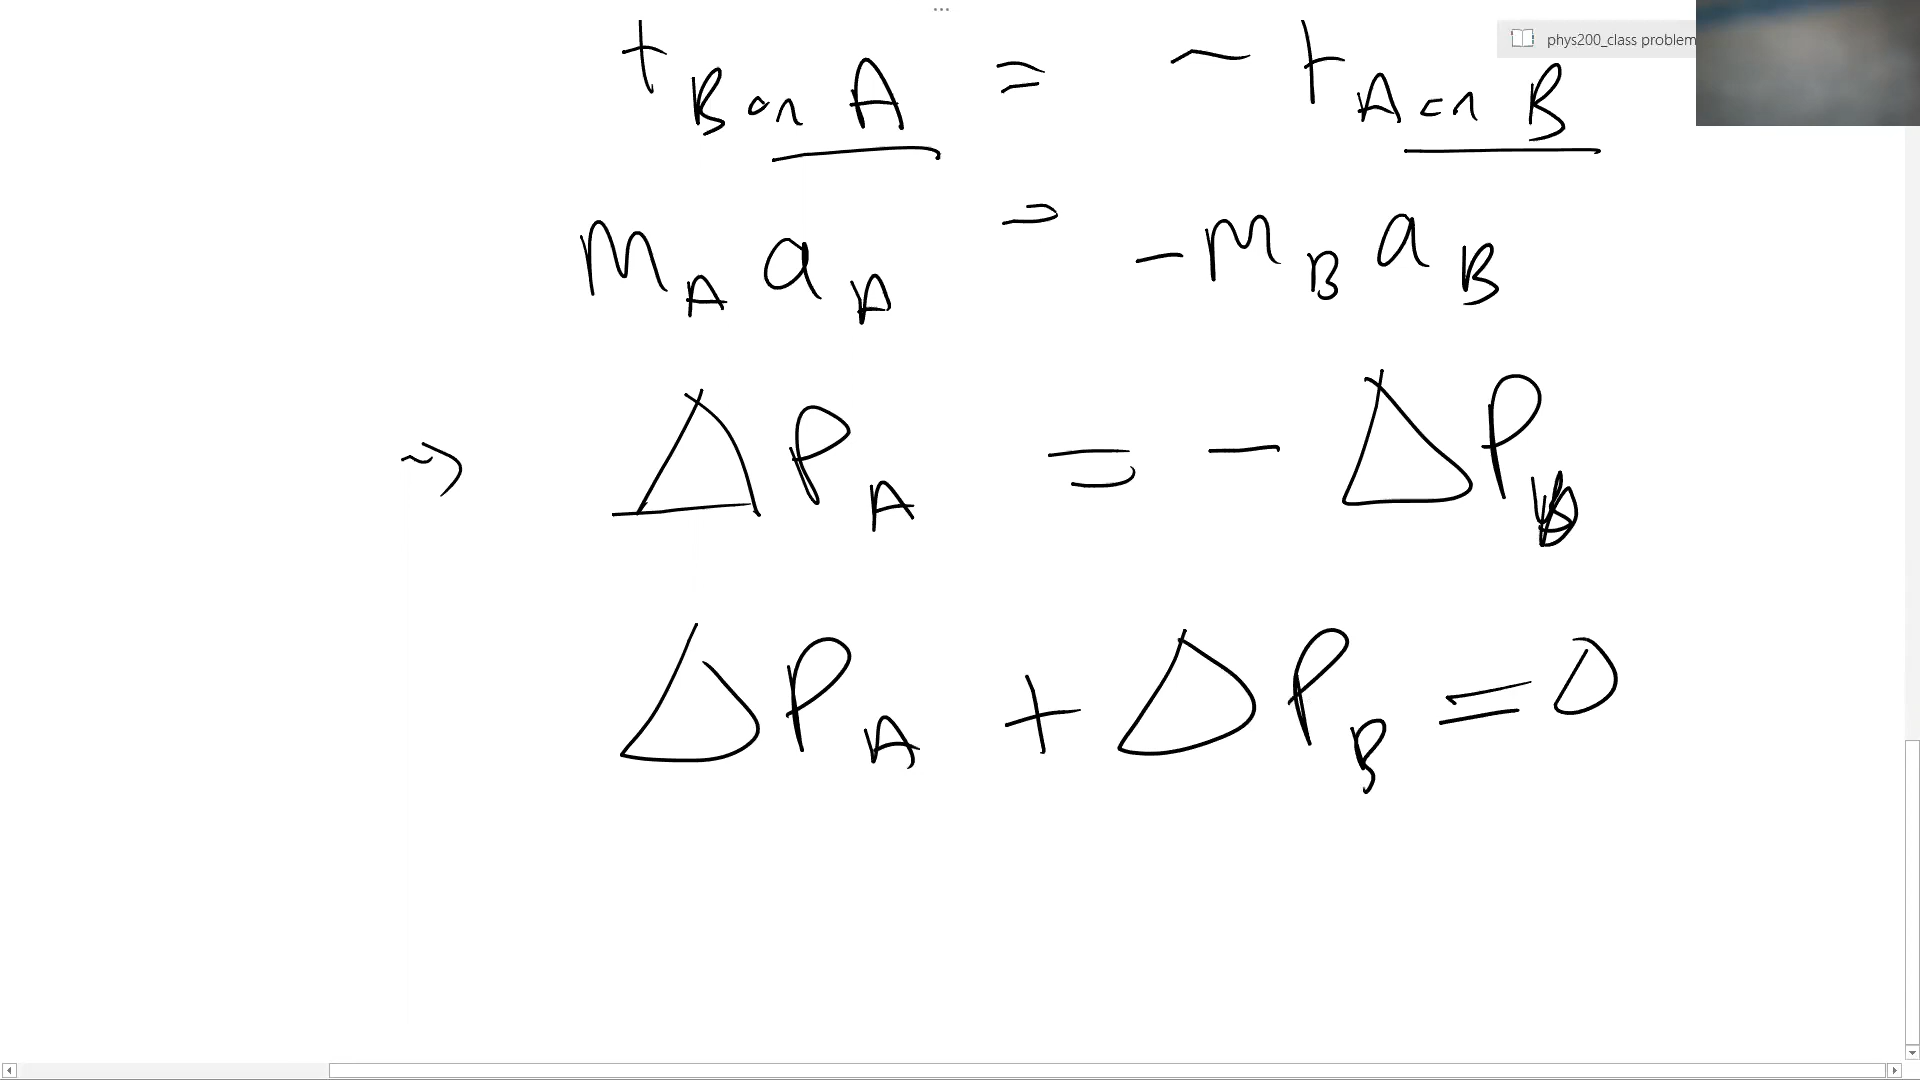 phys200_class problem
F B on A = - F A on B
m A a A = - m B a B
→ Δ P A = - Δ P B
Δ P A + Δ P B = 0